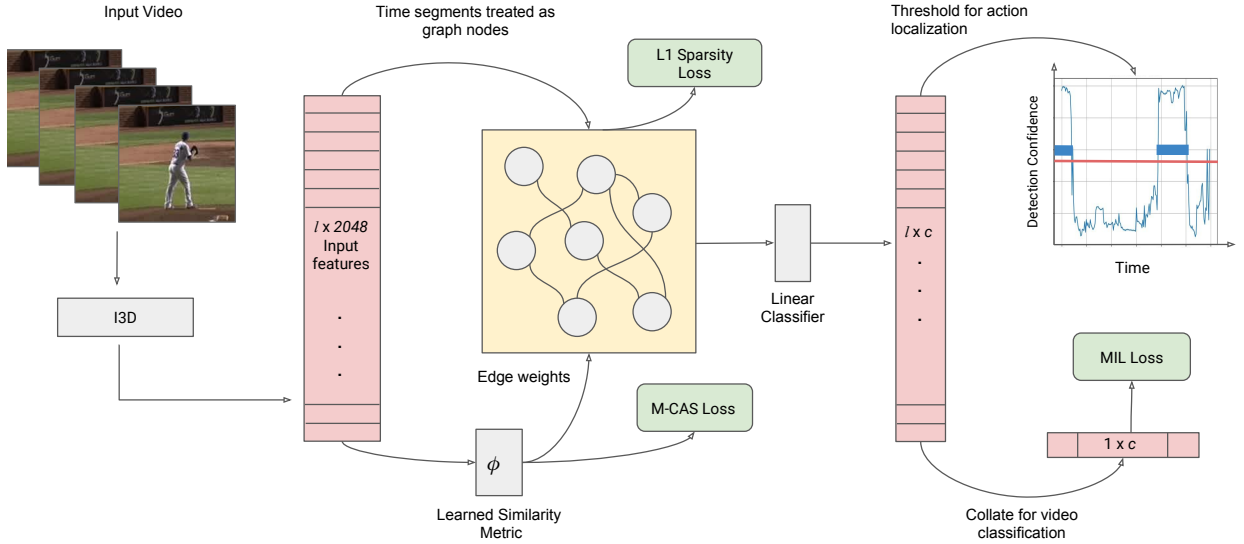 Input Video
Time segments treated as
graph nodes
Threshold for action
localization
L1 Sparsity
Loss
Detection Confidence
Time
l x 2048
Input
features
.
.
.
l x c
.
.
.
I3D
Linear
Classifier
Edge weights
M-CAS Loss
MIL Loss
ϕ
1 x c
Learned Similarity
Metric
Collate for video
classification